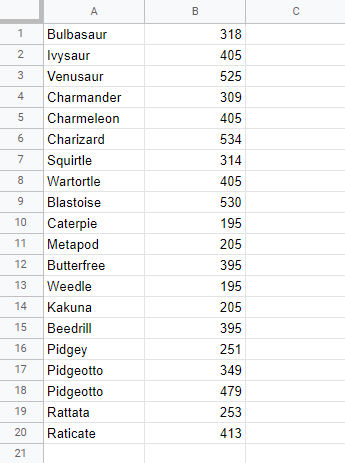 A B C
1 Bulbasaur 318
2 Ivysaur 405
3 Venusaur 525
4 Charmander 309
5 Charmeleon 405
6 Charizard 534
7 Squirtle 314
8 Wartortle 405
9 Blastoise 530
10 Caterpie 195
11 Metapod 205
12 Butterfree 395
13 Weedle 195
14 Kakuna 205
15 Beedrill 395
16 Pidgey 251
17 Pidgeotto 349
18 Pidgeotto 479
19 Rattata 253
20 Raticate 413
21